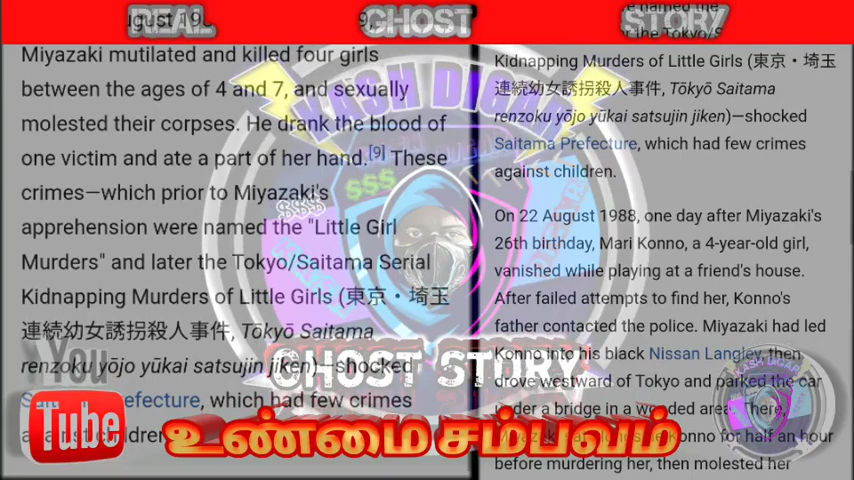 REAL GHOST STORY
Miyazaki mutilated and killed four girls
between the ages of 4 and 7, and sexually
molested their corpses. He drank the blood of
one victim and ate a part of her hand.[9] These
crimes—which prior to Miyazaki's
apprehension were named the "Little Girl
Murders" and later the Tokyo/Saitama Serial
Kidnapping Murders of Little Girls (東京・埼玉
連続幼女誘拐殺人事件, Tōkyō Saitama
renzoku yōjo yūkai satsujin jiken)—shocked
Prefecture, which had few crimes
Kidnapping Murders of Little Girls (東京・埼玉
連続幼女誘拐殺人事件, Tōkyō Saitama
renzoku yōjo yūkai satsujin jiken)—shocked
Saitama Prefecture, which had few crimes
against children.
On 22 August 1988, one day after Miyazaki's
26th birthday, Mari Konno, a 4-year-old girl,
vanished while playing at a friend's house.
After failed attempts to find her, Konno's
father contacted the police. Miyazaki had led
Konno into his black Nissan Langley, then
drove westward of Tokyo and parked the car
under a bridge in a wooded area. There,
Konno for half an hour
before murdering her, then molested her
KASH DIGAR
$$$
$$$
GHOST STORY
You
Tube
உண்மை சம்பவம்
KASH DIGAR